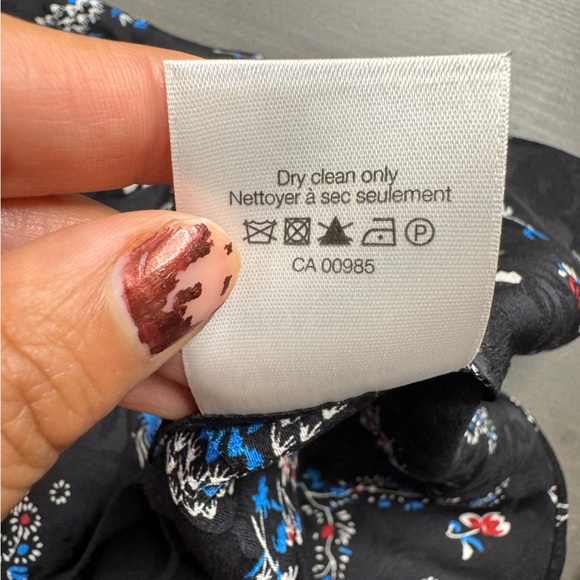 Dry clean only
Nettoyer à sec seulement
P
CA 00985